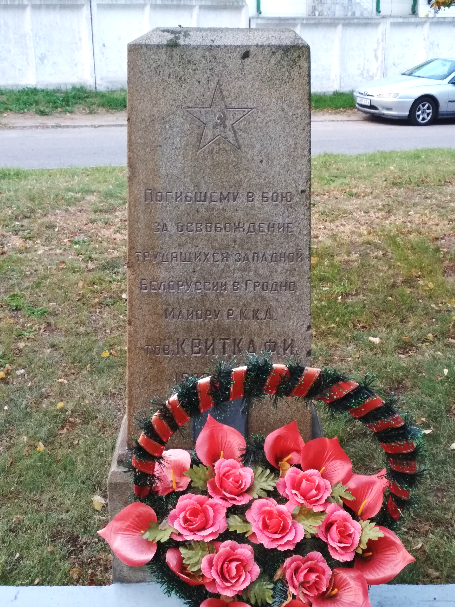 Погибшему в бою
за освобождение
трудящихся Западной
Белоруссии в Гродно
майору Р.К.К.А.
тов. КВИТКА Ф.И.